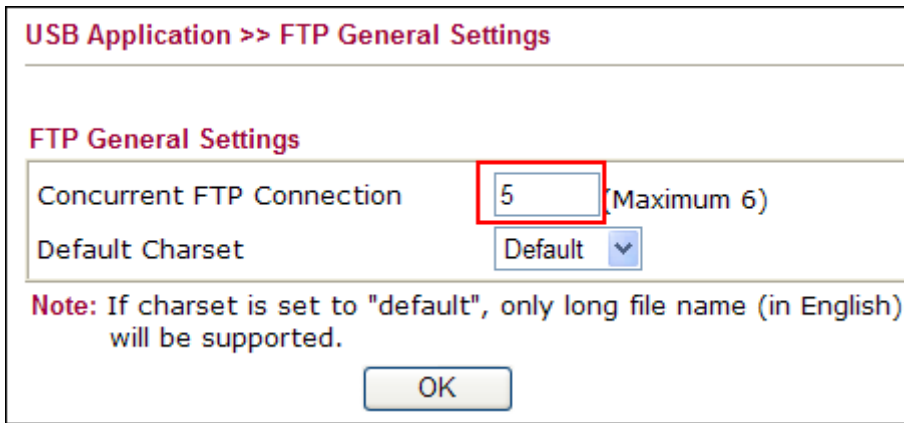 USB Application >> FTP General Settings
FTP General Settings
Concurrent FTP Connection 5 (Maximum 6)
Default Charset Default
Note: If charset is set to "default", only long file name (in English)
will be supported.
OK